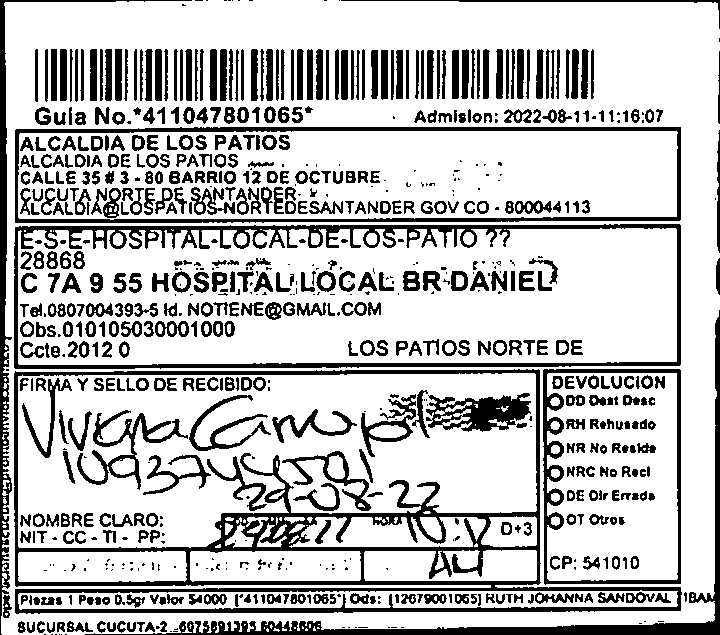 Guia No.*411047801065*
Admision: 2022-08-11-11:16:07
ALCALDIA DE LOS PATIOS
ALCALDIA DE LOS PATIOS
CALLE 35 # 3 - 80 BARRIO 12 DE OCTUBRE
CUCUTA NORTE DE SANTANDER
ALCALDIA@LOSPATIOS-NORTEDESANTANDER GOV CO - 800044113
E-S-E-HOSPITAL-LOCAL-DE-LOS-PATIO ??
28868
C 7A 9 55 HOSPITAL LOCAL BR DANIEL
Tel.0807004393-5 Id. NOTIENE@GMAIL.COM
Obs.010105030001000
Ccte.2012 0
LOS PATIOS NORTE DE
FIRMA Y SELLO DE RECIBIDO:
Viviana Carvajal
1093744501
29-08-22
NOMBRE CLARO:
NIT - CC - TI - PP:
HORA
10:17
D+3
DEVOLUCION
DD Dest Desc
RH Rehusado
NR No Reside
NRC No Recl
DE Dir Errada
OT Otros
CP: 541010
Piezas 1 Peso 0.5gr Valor $4000 [*411047801065*] Ods: [12679001065] RUTH JOHANNA SANDOVAL
SUCURSAL CUCUTA-2